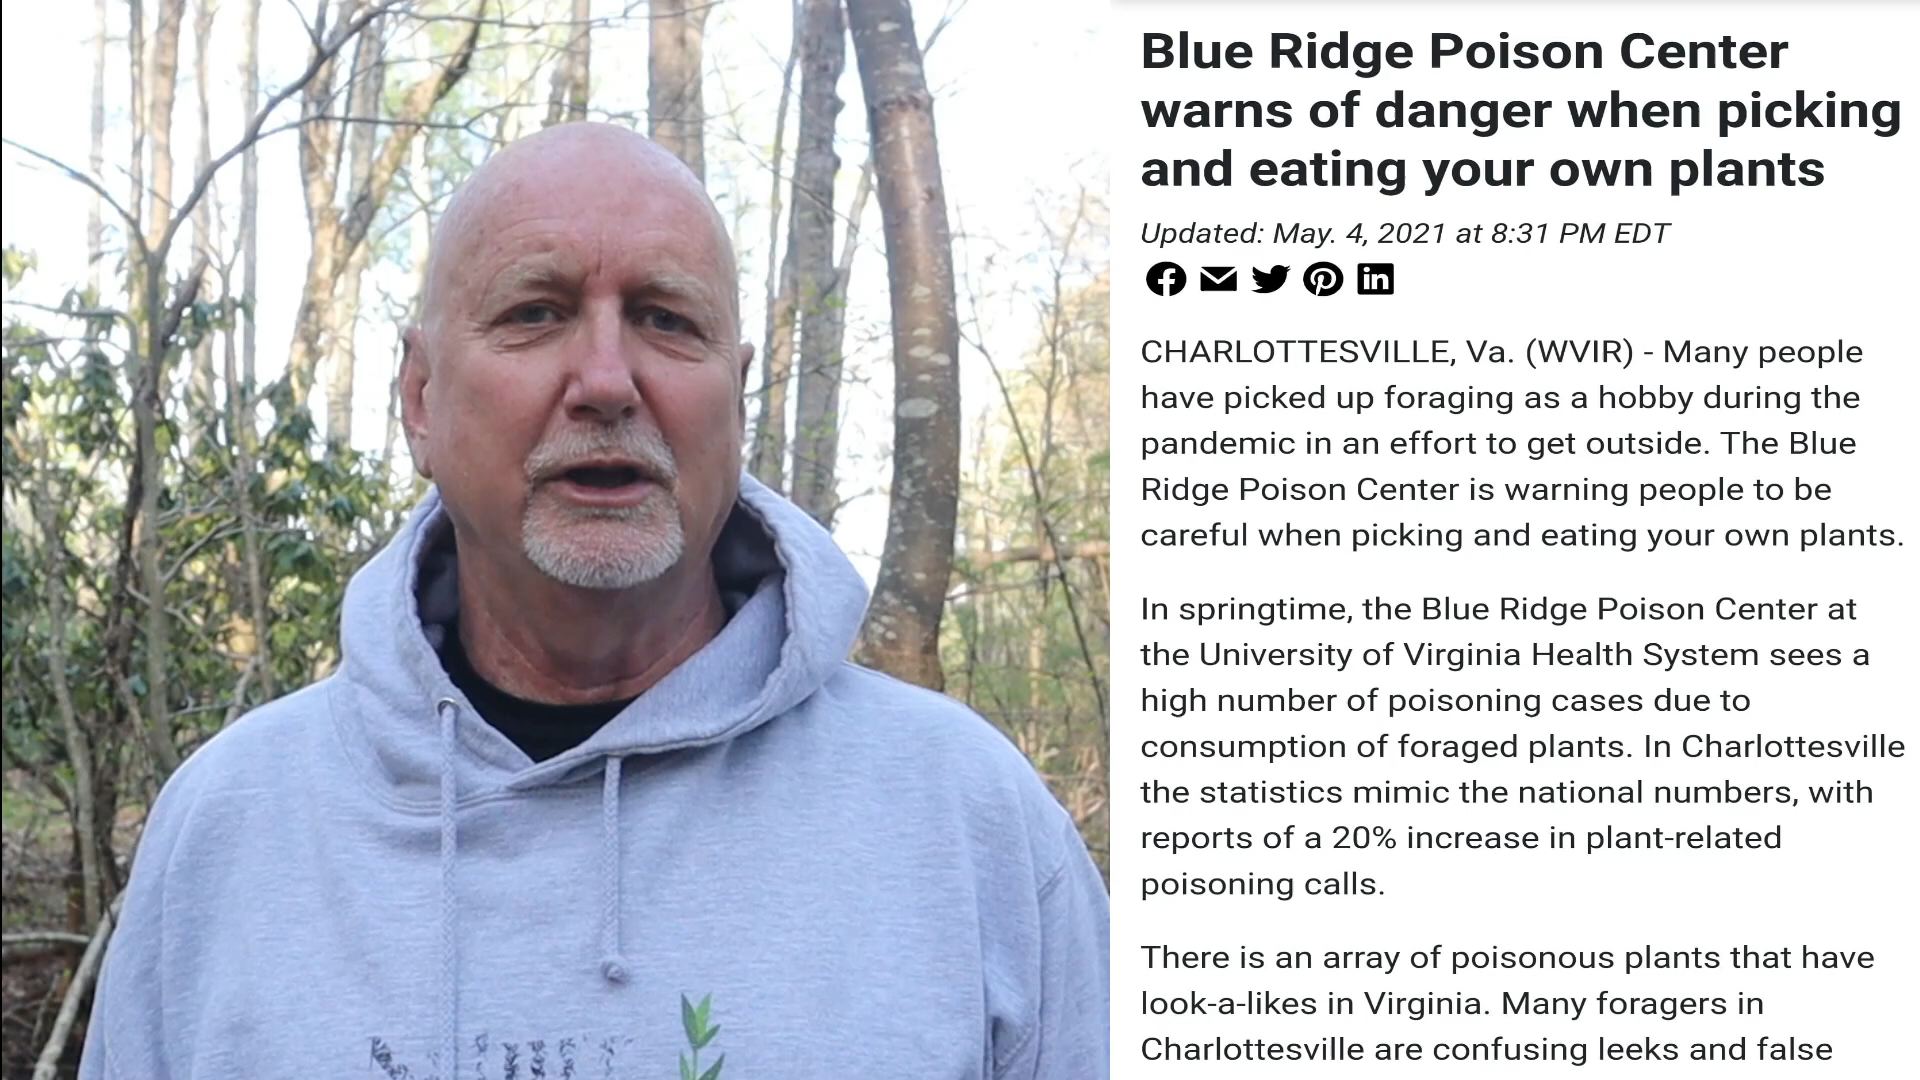 Blue Ridge Poison Center
warns of danger when picking
and eating your own plants
Updated: May. 4, 2021 at 8:31 PM EDT
CHARLOTTESVILLE, Va. (WVIR) - Many people
have picked up foraging as a hobby during the
pandemic in an effort to get outside. The Blue
Ridge Poison Center is warning people to be
careful when picking and eating your own plants.
In springtime, the Blue Ridge Poison Center at
the University of Virginia Health System sees a
high number of poisoning cases due to
consumption of foraged plants. In Charlottesville
the statistics mimic the national numbers, with
reports of a 20% increase in plant-related
poisoning calls.
There is an array of poisonous plants that have
look-a-likes in Virginia. Many foragers in
Charlottesville are confusing leeks and false